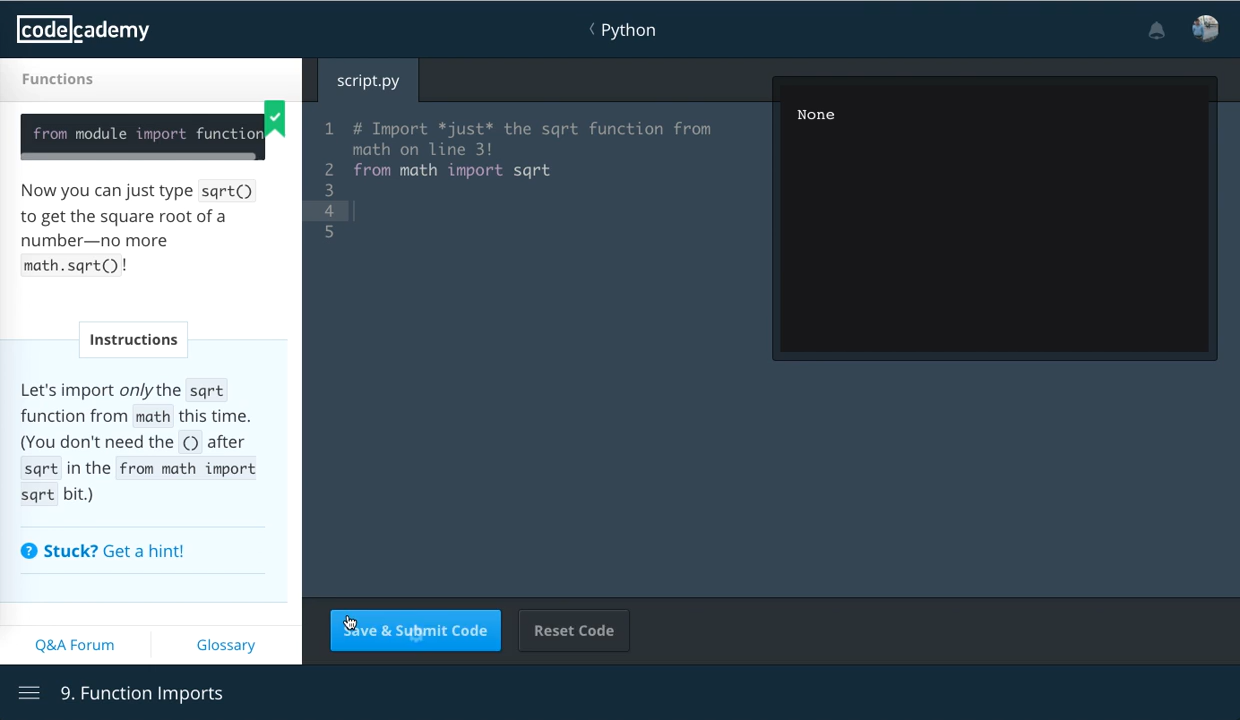 codecademy
Python
Functions
from module import function
Now you can just type sqrt()
to get the square root of a
number—no more
math.sqrt()!
Instructions
Let's import only the sqrt
function from math this time.
(You don't need the () after
sqrt in the from math import
sqrt bit.)
? Stuck? Get a hint!
Q&A Forum
Glossary
script.py
1 # Import *just* the sqrt function from
math on line 3!
2 from math import sqrt
3
4
5
None
Save & Submit Code
Reset Code
9. Function Imports